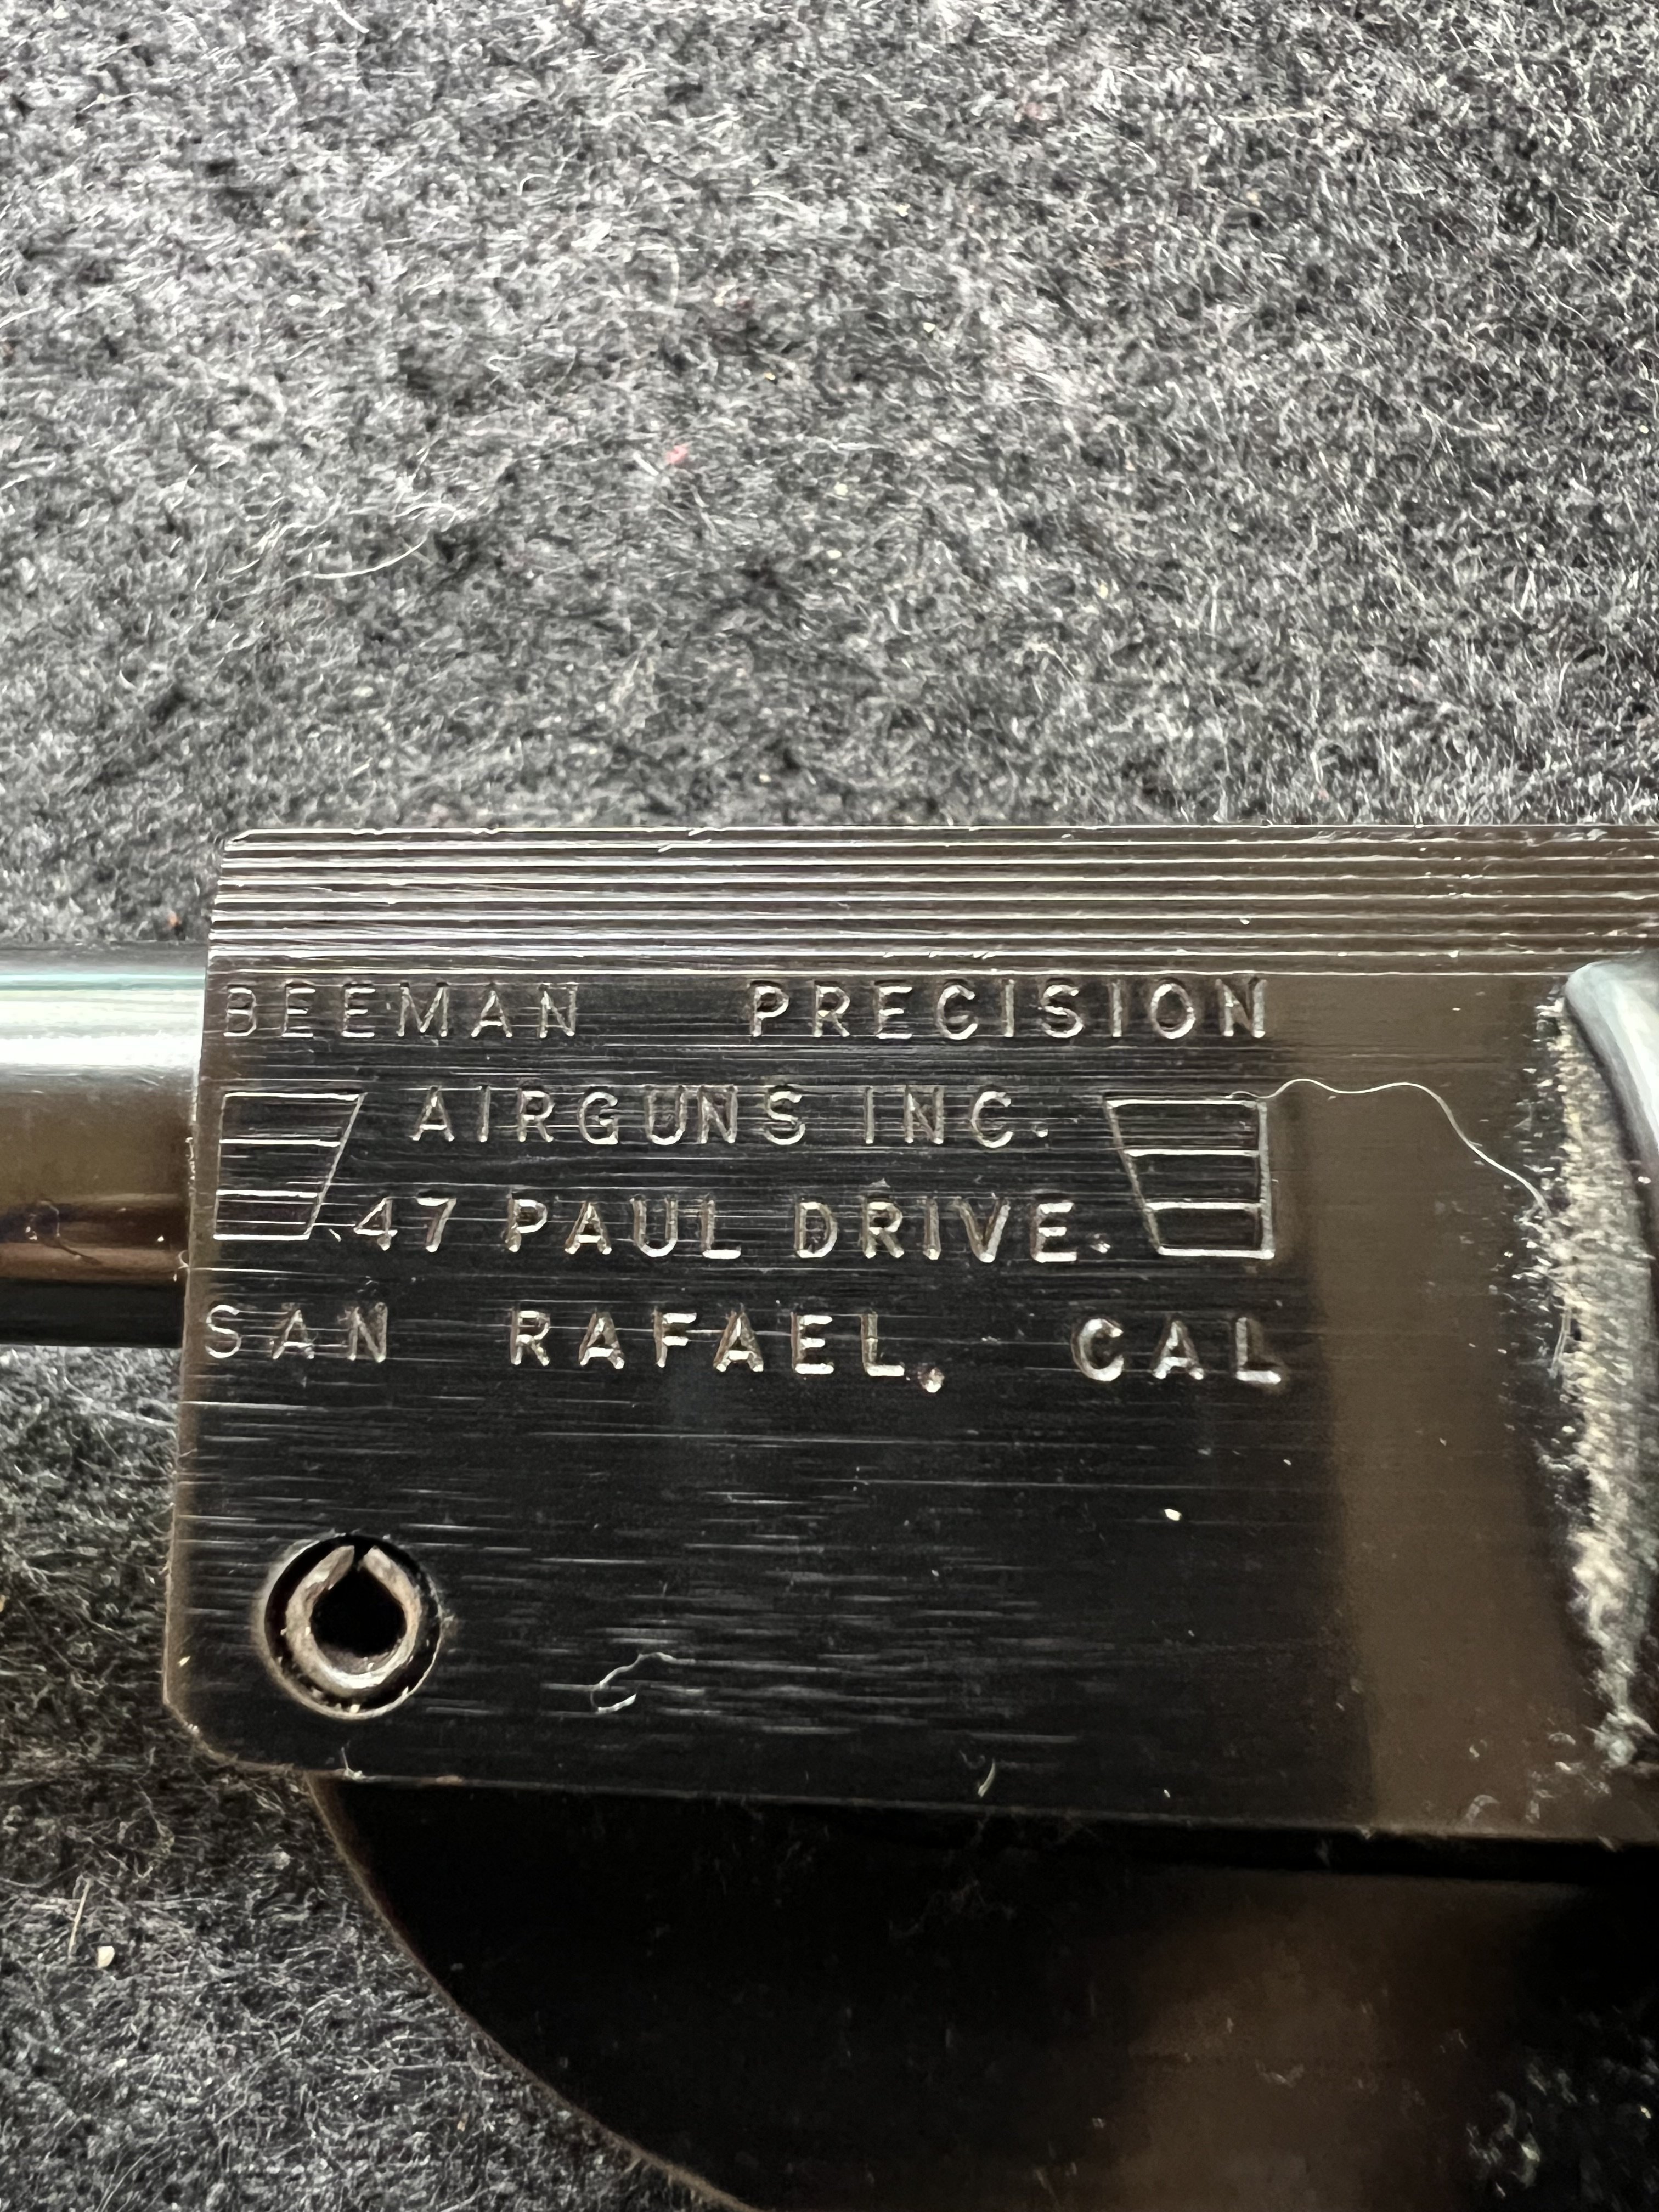 BEEMAN PRECISION
AIRGUNS INC.
47 PAUL DRIVE.
SAN RAFAEL, CAL